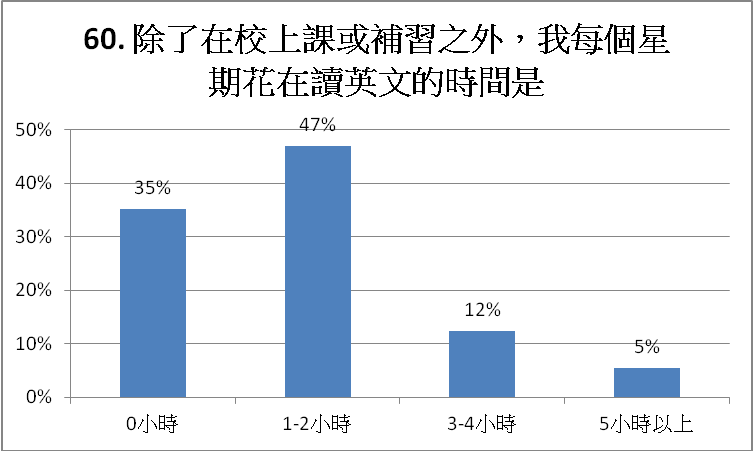 60. 除了在校上課或補習之外，我每個星
期花在讀英文的時間是
50%
40%
30%
20%
10%
0%
35%
47%
12%
5%
0小時
1-2小時
3-4小時
5小時以上